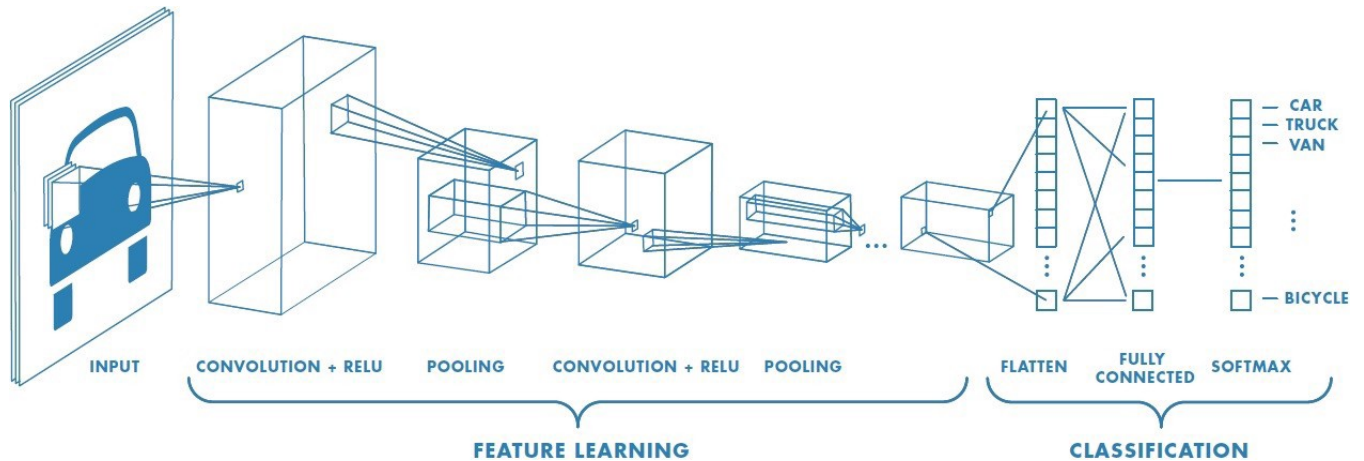 CAR
TRUCK
VAN
BICYCLE
INPUT
CONVOLUTION + RELU
POOLING
CONVOLUTION + RELU
POOLING
FLATTEN
FULLY
CONNECTED
SOFTMAX
FEATURE LEARNING
CLASSIFICATION